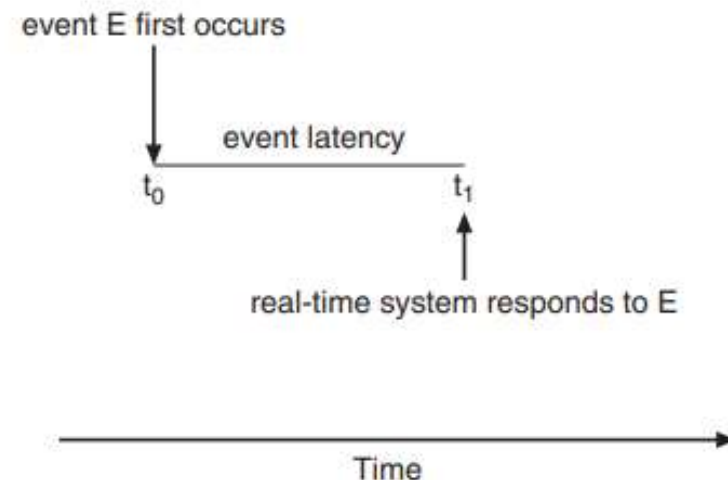 event E first occurs
event latency
t₀ t₁
real-time system responds to E
Time